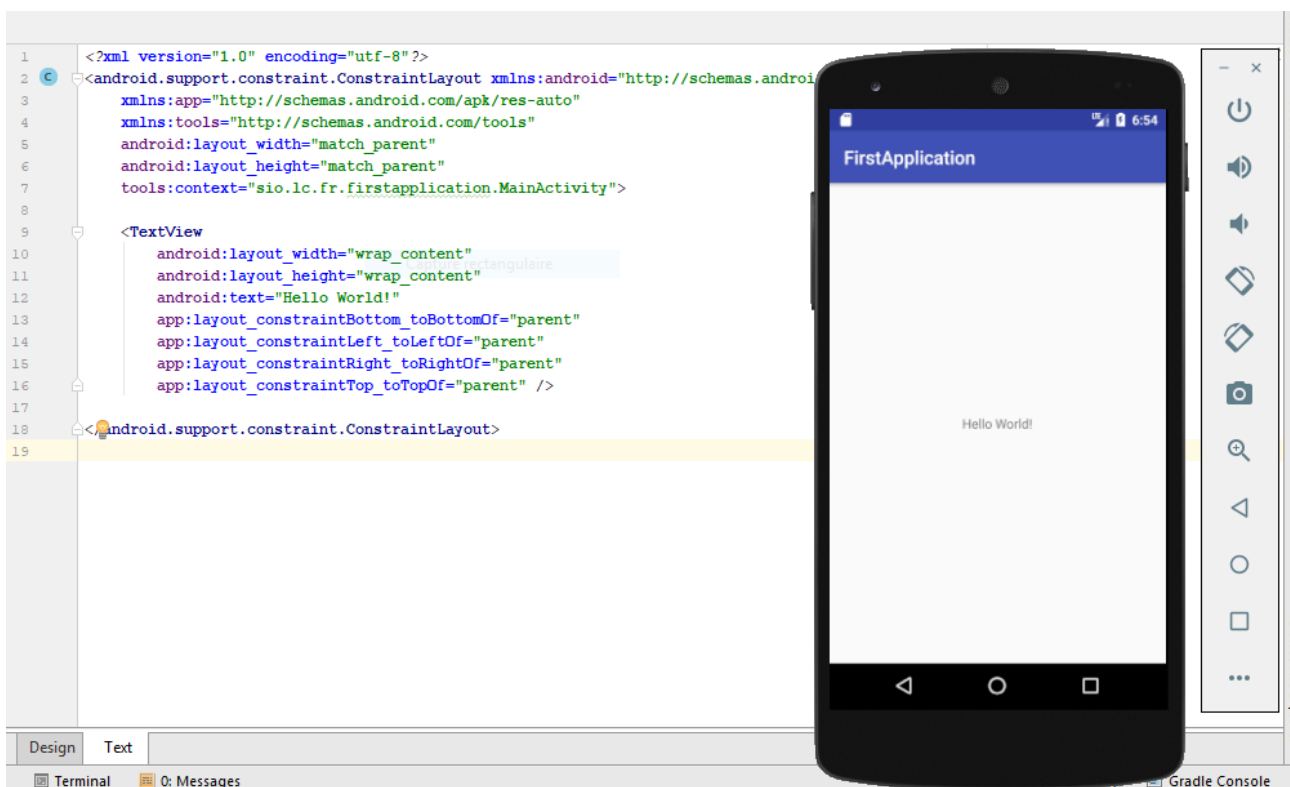 1 <?xml version="1.0" encoding="utf-8"?>
2 C <android.support.constraint.ConstraintLayout xmlns:android="http://schemas.androi
3 xmlns:app="http://schemas.android.com/apk/res-auto"
4 xmlns:tools="http://schemas.android.com/tools"
5 android:layout_width="match_parent"
6 android:layout_height="match_parent"
7 tools:context="sio.lc.fr.firstapplication.MainActivity">
8
9 <TextView
10 android:layout_width="wrap_content"
Capture rectangulaire
11 android:layout_height="wrap_content"
12 android:text="Hello World!"
13 app:layout_constraintBottom_toBottomOf="parent"
14 app:layout_constraintLeft_toLeftOf="parent"
15 app:layout_constraintRight_toRightOf="parent"
16 app:layout_constraintTop_toTopOf="parent" />
17
18 </android.support.constraint.ConstraintLayout>
19
6:54
FirstApplication
Hello World!
Design Text
Terminal 0: Messages Gradle Console